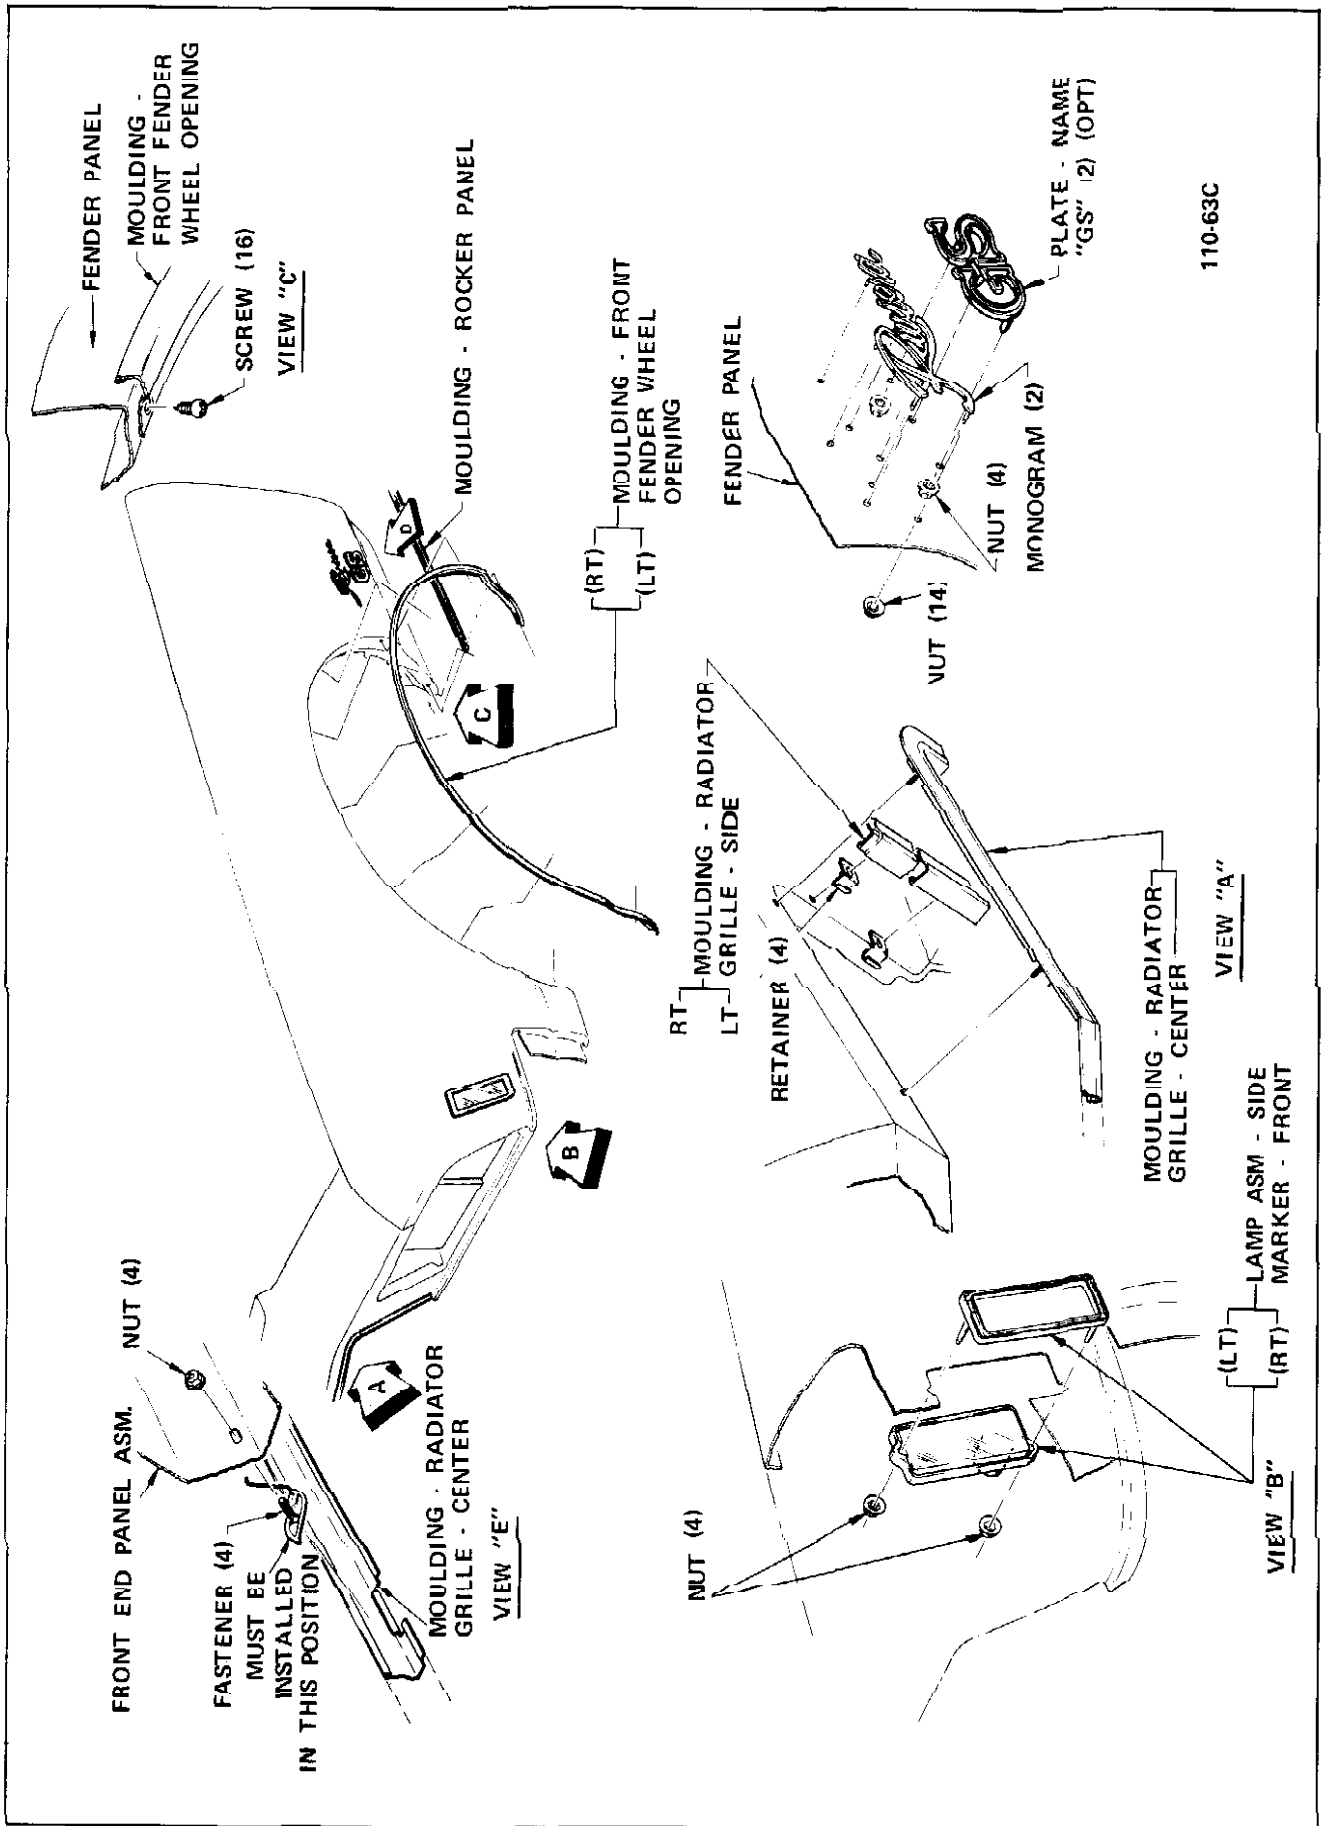 FRONT END PANEL ASM.
NUT (4)
FASTENER (4)
MUST BE
INSTALLED
IN THIS POSITION
MOULDING - RADIATOR
GRILLE - CENTER
VIEW "E"
A
B
C
D
GS
FENDER PANEL
MOULDING -
FRONT FENDER
WHEEL OPENING
SCREW (16)
VIEW "C"
MOULDING - ROCKER PANEL
(RT)
(LT)
MOULDING - FRONT
FENDER WHEEL
OPENING
NUT (4)
(LT)
(RT)
LAMP ASM - SIDE
MARKER - FRONT
VIEW "B"
RT
LT
MOULDING - RADIATOR
GRILLE - SIDE
RETAINER (4)
MOULDING - RADIATOR
GRILLE - CENTER
VIEW "A"
FENDER PANEL
NUT (14)
NUT (4)
MONOGRAM (2)
GS
PLATE - NAME
"GS" (2) (OPT)
110-63C